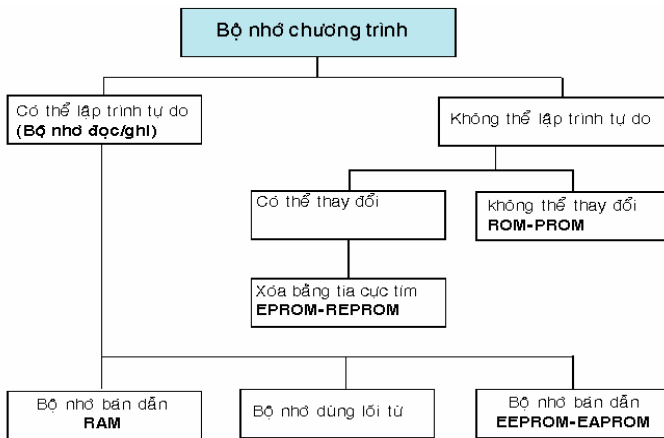 Bộ nhớ chương trình
Có thể lập trình tự do
(Bộ nhớ đọc/ghi)
Không thể lập trình tự do
Có thể thay đổi
không thể thay đổi
ROM-PROM
Xóa bằng tia cực tím
EPROM-REPROM
Bộ nhớ bán dẫn
RAM
Bộ nhớ dùng lõi từ
Bộ nhớ bán dẫn
EEPROM-EAPROM